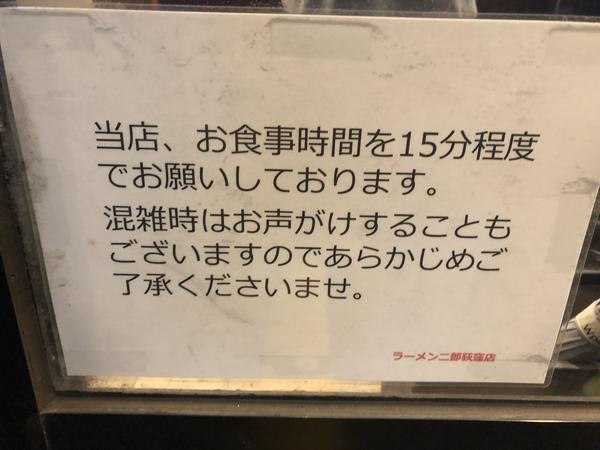 当店、お食事時間を15分程度
でお願いしております。
混雑時はお声がけすることも
ございますのであらかじめご
了承くださいませ。
ラーメン二郎荻窪店